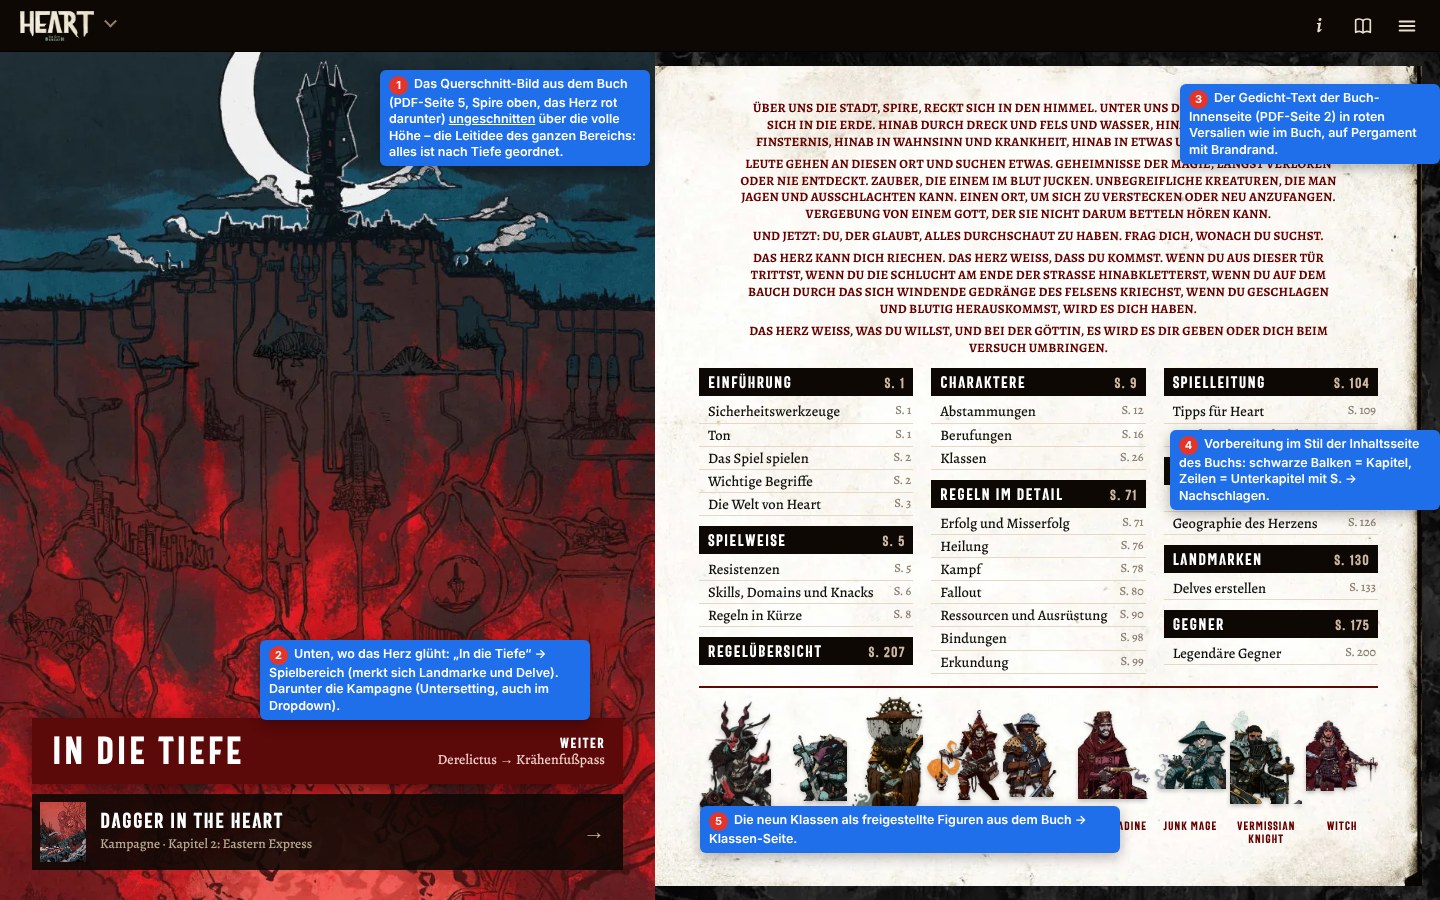 HEART
i
1 Das Querschnitt-Bild aus dem Buch
(PDF-Seite 5, Spire oben, das Herz rot
darunter) ungeschnitten über die volle
Höhe – die Leitidee des ganzen Bereichs:
alles ist nach Tiefe geordnet.
2 Unten, wo das Herz glüht: „In die Tiefe“ →
Spielbereich (merkt sich Landmarke und Delve).
Darunter die Kampagne (Untersetting, auch im
Dropdown).
IN DIE TIEFE
WEITER
Derelictus → Krähenfußpass
DAGGER IN THE HEART
Kampagne · Kapitel 2: Eastern Express
→
3 Der Gedicht-Text der Buch-
Innenseite (PDF-Seite 2) in roten
Versalien wie im Buch, auf Pergament
mit Brandrand.
ÜBER UNS DIE STADT, SPIRE, RECKT SICH IN DEN HIMMEL. UNTER UNS
SICH IN DIE ERDE. HINAB DURCH DRECK UND FELS UND WASSER,
FINSTERNIS, HINAB IN WAHNSINN UND KRANKHEIT, HINAB IN ETWAS
LEUTE GEHEN AN DIESEN ORT UND SUCHEN ETWAS. GEHEIMNISSE DER MAGIE, LÄNGST VERLOREN
ODER NIE ENTDECKT. ZAUBER, DIE EINEM IM BLUT JUCKEN. UNBEGREIFLICHE KREATUREN, DIE MAN
JAGEN UND AUSSCHLACHTEN KANN. EINEN ORT, UM SICH ZU VERSTECKEN ODER NEU ANZUFANGEN.
VERGEBUNG VON EINEM GOTT, DER SIE NICHT DARUM BETTELN HÖREN KANN.
UND JETZT: DU, DER GLAUBT, ALLES DURCHSCHAUT ZU HABEN. FRAG DICH, WONACH DU SUCHST.
DAS HERZ KANN DICH RIECHEN. DAS HERZ WEISS, DASS DU KOMMST. WENN DU AUS DIESER TÜR
TRITTST, WENN DU DIE SCHLUCHT AM ENDE DER STRASSE HINABKLETTERST, WENN DU AUF DEM
BAUCH DURCH DAS SICH WINDENDE GEDRÄNGE DES FELSENS KRIECHST, WENN DU GESCHLAGEN
UND BLUTIG HERAUSKOMMST, WIRD ES DICH HABEN.
DAS HERZ WEISS, WAS DU WILLST, UND BEI DER GÖTTIN, ES WIRD ES DIR GEBEN ODER DICH BEIM
VERSUCH UMBRINGEN.
EINFÜHRUNG S. 1
Sicherheitswerkzeuge S. 1
Ton S. 1
Das Spiel spielen S. 2
Wichtige Begriffe S. 2
Die Welt von Heart S. 3
SPIELWEISE S. 5
Resistenzen S. 5
Skills, Domains und Knacks S. 6
Regeln in Kürze S. 8
REGELÜBERSICHT S. 207
CHARAKTERE S. 9
Abstammungen S. 12
Berufungen S. 16
Klassen S. 26
REGELN IM DETAIL S. 71
Erfolg und Misserfolg S. 71
Heilung S. 76
Kampf S. 78
Fallout S. 80
Ressourcen und Ausrüstung S. 90
Bindungen S. 98
Erkundung S. 99
SPIELLEITUNG S. 104
Tipps für Heart S. 109
4 Vorbereitung im Stil der Inhaltsseite
des Buchs: schwarze Balken = Kapitel,
Zeilen = Unterkapitel mit S. →
Nachschlagen.
Geographie des Herzens S. 126
LANDMARKEN S. 130
Delves erstellen S. 133
GEGNER S. 175
Legendäre Gegner S. 200
5 Die neun Klassen als freigestellte Figuren aus dem Buch →
Klassen-Seite.
ADINE
JUNK MAGE
VERMISSIAN
KNIGHT
WITCH